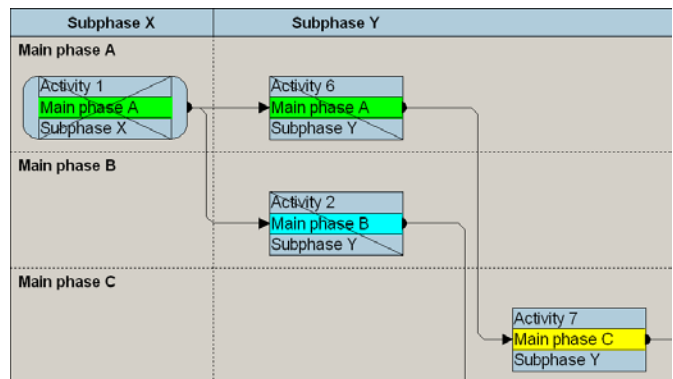 Subphase X
Subphase Y
Main phase A
Activity 1
Main phase A
Subphase X
Activity 6
Main phase A
Subphase Y
Main phase B
Activity 2
Main phase B
Subphase Y
Main phase C
Activity 7
Main phase C
Subphase Y